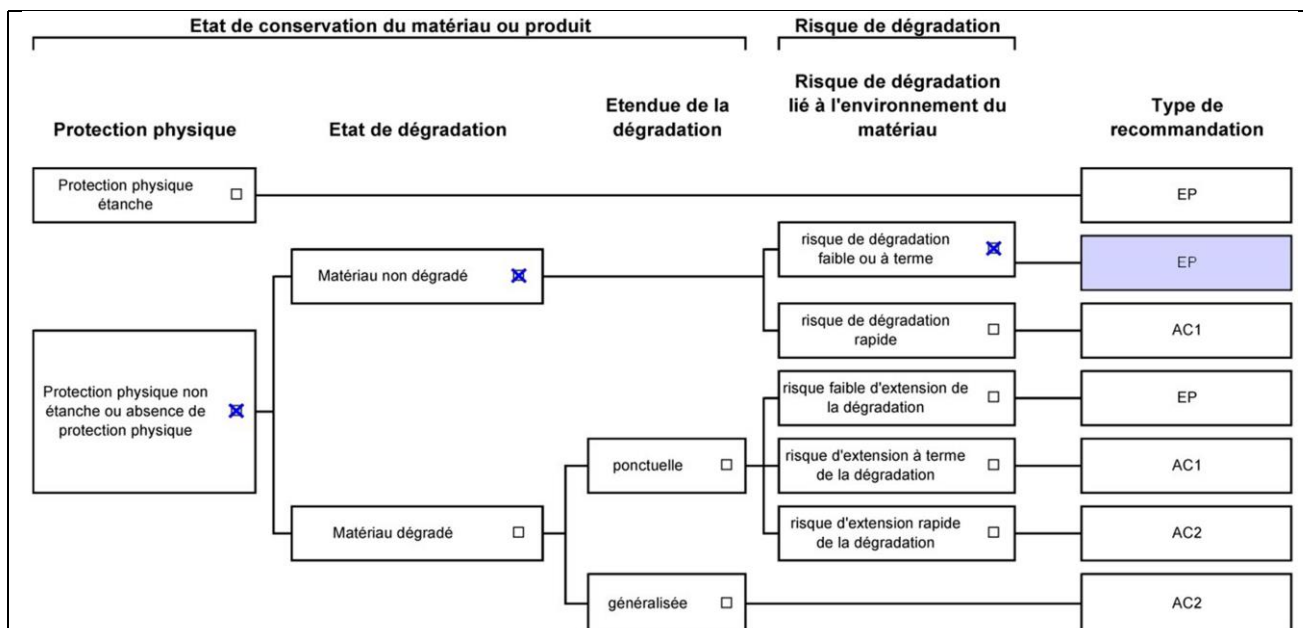 Etat de conservation du matériau ou produit
Risque de dégradation
Protection physique
Etat de dégradation
Etendue de la
dégradation
Risque de dégradation
lié à l'environnement du
matériau
Type de
recommandation
Protection physique
étanche
EP
Protection physique non
étanche ou absence de
protection physique
Matériau non dégradé
risque de dégradation
faible ou à terme
EP
risque de dégradation
rapide
AC1
Matériau dégradé
ponctuelle
risque faible d'extension de
la dégradation
EP
risque d'extension à terme
de la dégradation
AC1
risque d'extension rapide
de la dégradation
AC2
généralisée
AC2